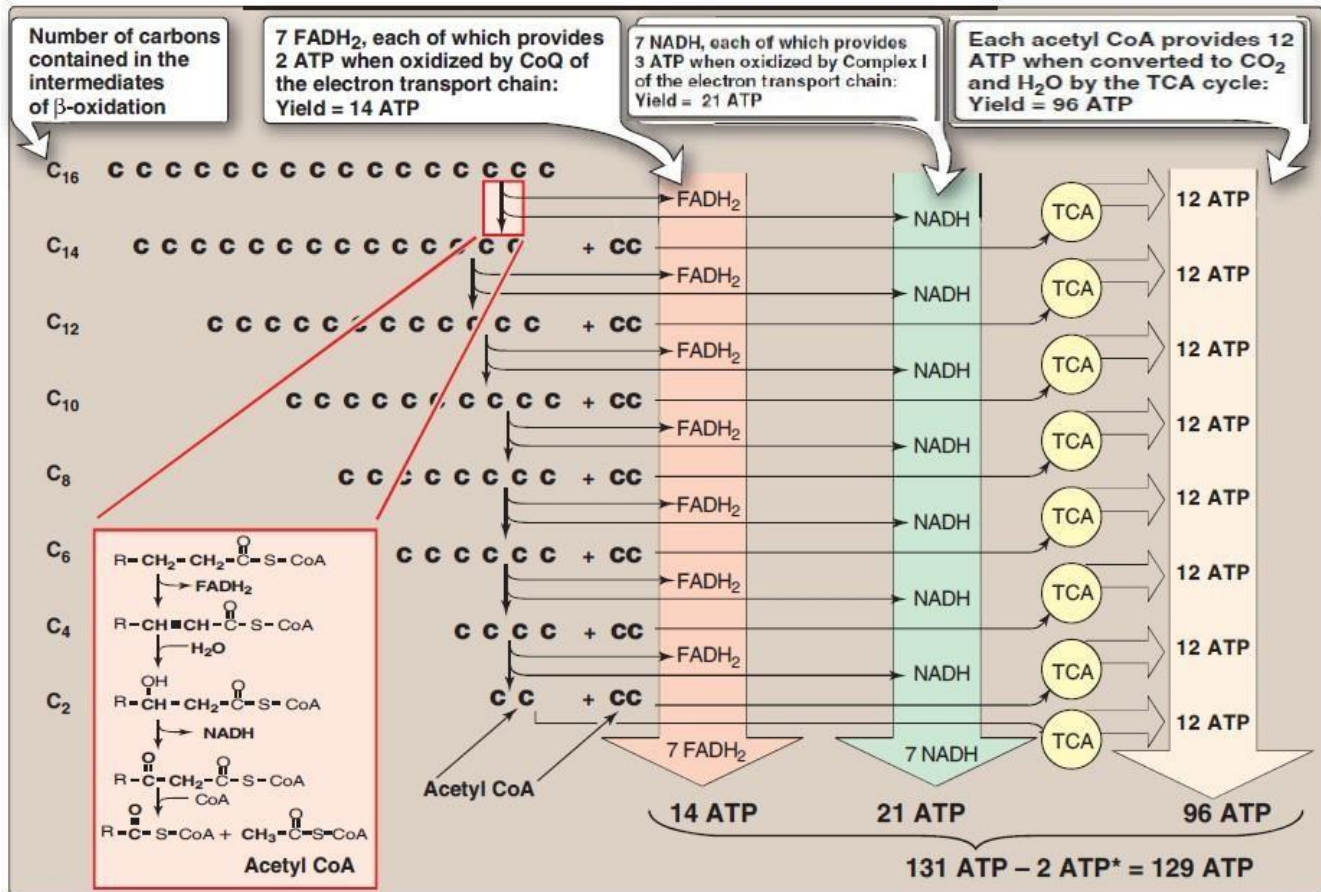 Number of carbons
contained in the
intermediates
of β-oxidation
7 FADH₂, each of which provides
2 ATP when oxidized by CoQ of
the electron transport chain:
Yield = 14 ATP
7 NADH, each of which provides
3 ATP when oxidized by Complex I
of the electron transport chain:
Yield = 21 ATP
Each acetyl CoA provides 12
ATP when converted to CO₂
and H₂O by the TCA cycle:
Yield = 96 ATP
C₁₆ C C C C C C C C C C C C C C C C
FADH₂ NADH TCA 12 ATP
C₁₄ C C C C C C C C C C C C C C + CC
FADH₂ NADH TCA 12 ATP
C₁₂ C C C C C C C C C C C C + CC
FADH₂ NADH TCA 12 ATP
C₁₀ C C C C C C C C C C + CC
FADH₂ NADH TCA 12 ATP
C₈ C C C C C C C C + CC
FADH₂ NADH TCA 12 ATP
C₆ C C C C C C + CC
FADH₂ NADH TCA 12 ATP
C₄ C C C C + CC
FADH₂ NADH TCA 12 ATP
C₂ C C + CC
TCA 12 ATP
7 FADH₂ 7 NADH
Acetyl CoA
14 ATP 21 ATP 96 ATP
131 ATP – 2 ATP* = 129 ATP
O
R–CH₂–CH₂–C–S–CoA
FADH₂
O
R–CH=CH–C–S–CoA
H₂O
OH O
R–CH–CH₂–C–S–CoA
NADH
O O
R–C–CH₂–C–S–CoA
CoA
O O
R–C–S–CoA + CH₃–C–S–CoA
Acetyl CoA